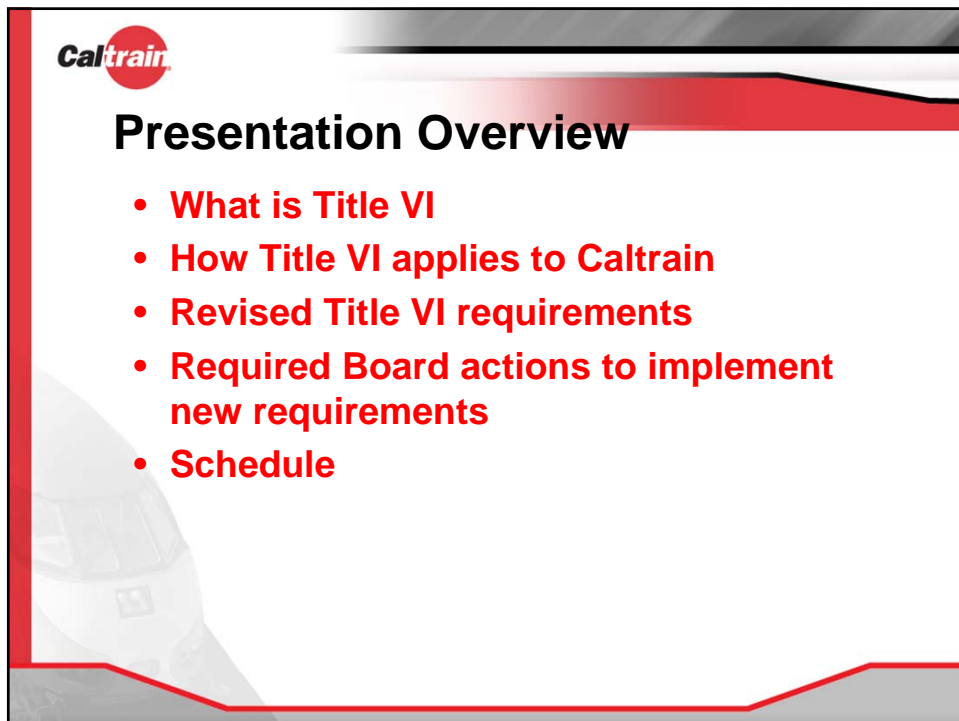 Caltrain
Presentation Overview
• What is Title VI
• How Title VI applies to Caltrain
• Revised Title VI requirements
• Required Board actions to implement
new requirements
• Schedule